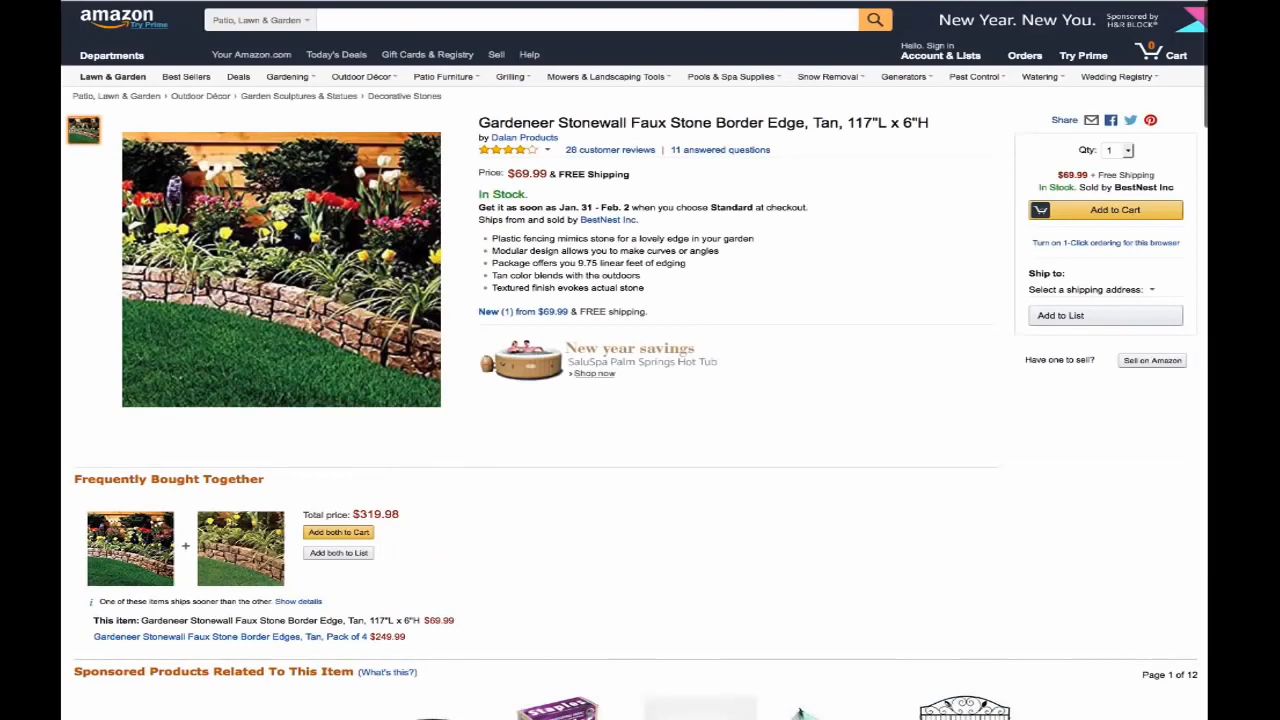 amazon
Try Prime
Patio, Lawn & Garden
New Year. New You.
Sponsored by
H&R BLOCK®
Departments
Your Amazon.com
Today's Deals
Gift Cards & Registry
Sell
Help
Hello. Sign in
Account & Lists
Orders
Try Prime
0
Cart
Lawn & Garden
Best Sellers
Deals
Gardening
Outdoor Décor
Patio Furniture
Grilling
Mowers & Landscaping Tools
Pools & Spa Supplies
Snow Removal
Generators
Pest Control
Watering
Wedding Registry
Patio, Lawn & Garden › Outdoor Décor › Garden Sculptures & Statues › Decorative Stones
Gardeneer Stonewall Faux Stone Border Edge, Tan, 117"L x 6"H
by Dalan Products
28 customer reviews | 11 answered questions
Price: $69.99 & FREE Shipping
In Stock.
Get it as soon as Jan. 31 - Feb. 2 when you choose Standard at checkout.
Ships from and sold by BestNest Inc.
Plastic fencing mimics stone for a lovely edge in your garden
Modular design allows you to make curves or angles
Package offers you 9.75 linear feet of edging
Tan color blends with the outdoors
Textured finish evokes actual stone
New (1) from $69.99 & FREE shipping.
New year savings
SaluSpa Palm Springs Hot Tub
» Shop now
Share
Qty: 1
$69.99 + Free Shipping
In Stock. Sold by BestNest Inc
Add to Cart
Turn on 1-Click ordering for this browser
Ship to:
Select a shipping address:
Add to List
Have one to sell?
Sell on Amazon
Frequently Bought Together
+
Total price: $319.98
Add both to Cart
Add both to List
i One of these items ships sooner than the other. Show details
This item: Gardeneer Stonewall Faux Stone Border Edge, Tan, 117"L x 6"H $69.99
Gardeneer Stonewall Faux Stone Border Edges, Tan, Pack of 4 $249.99
Sponsored Products Related To This Item (What's this?)
Page 1 of 12
Staples